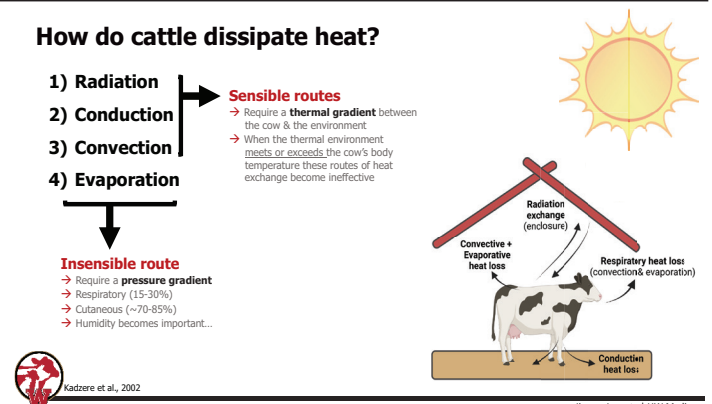 How do cattle dissipate heat?
1) Radiation
2) Conduction
3) Convection
4) Evaporation
Sensible routes
→ Require a thermal gradient between
the cow & the environment
→ When the thermal environment
meets or exceeds the cow's body
temperature these routes of heat
exchange become ineffective
Insensible route
→ Require a pressure gradient
→ Respiratory (15-30%)
→ Cutaneous (~70-85%)
→ Humidity becomes important...
Radiation
exchange
(enclosure)
Convective +
Evaporative
heat loss
Respiratory heat loss
(convection & evaporation)
Conduction
heat loss
W
Kadzere et al., 2002